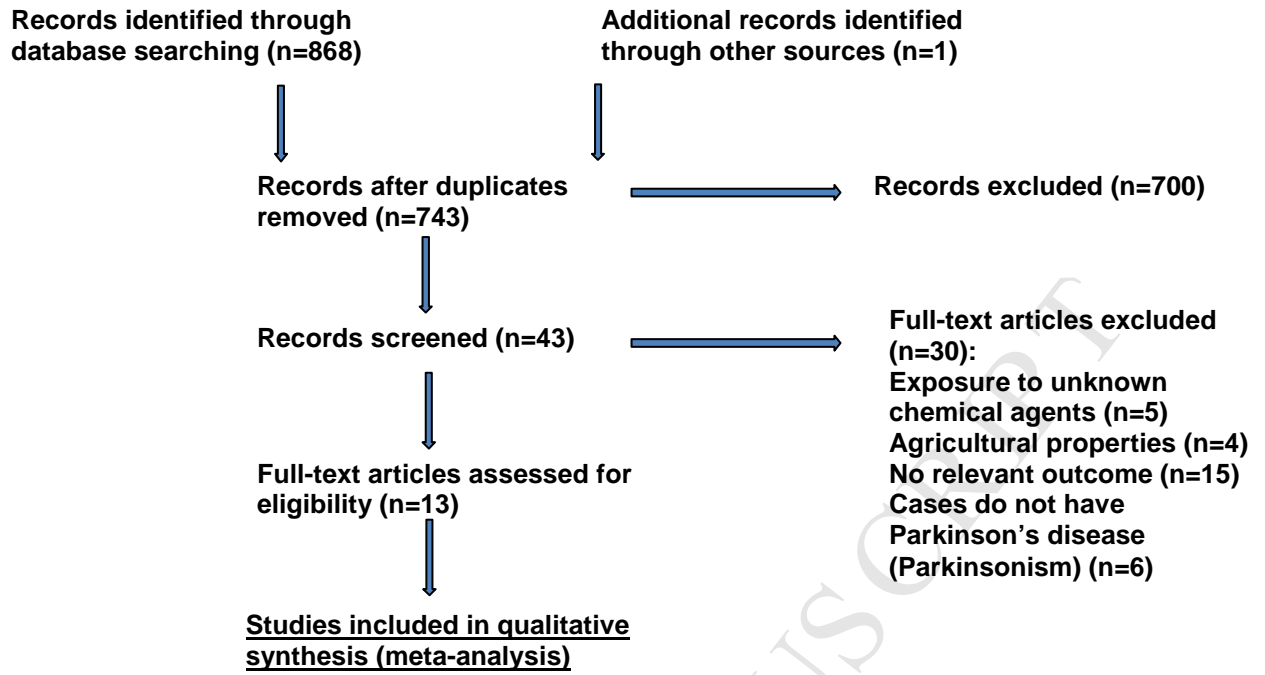 Records identified through
database searching (n=868)
Additional records identified
through other sources (n=1)
Records after duplicates
removed (n=743)
Records excluded (n=700)
Records screened (n=43)
Full-text articles excluded
(n=30):
Exposure to unknown
chemical agents (n=5)
Agricultural properties (n=4)
No relevant outcome (n=15)
Cases do not have
Parkinson’s disease
(Parkinsonism) (n=6)
Full-text articles assessed for
eligibility (n=13)
Studies included in qualitative
synthesis (meta-analysis)
USCRIPT